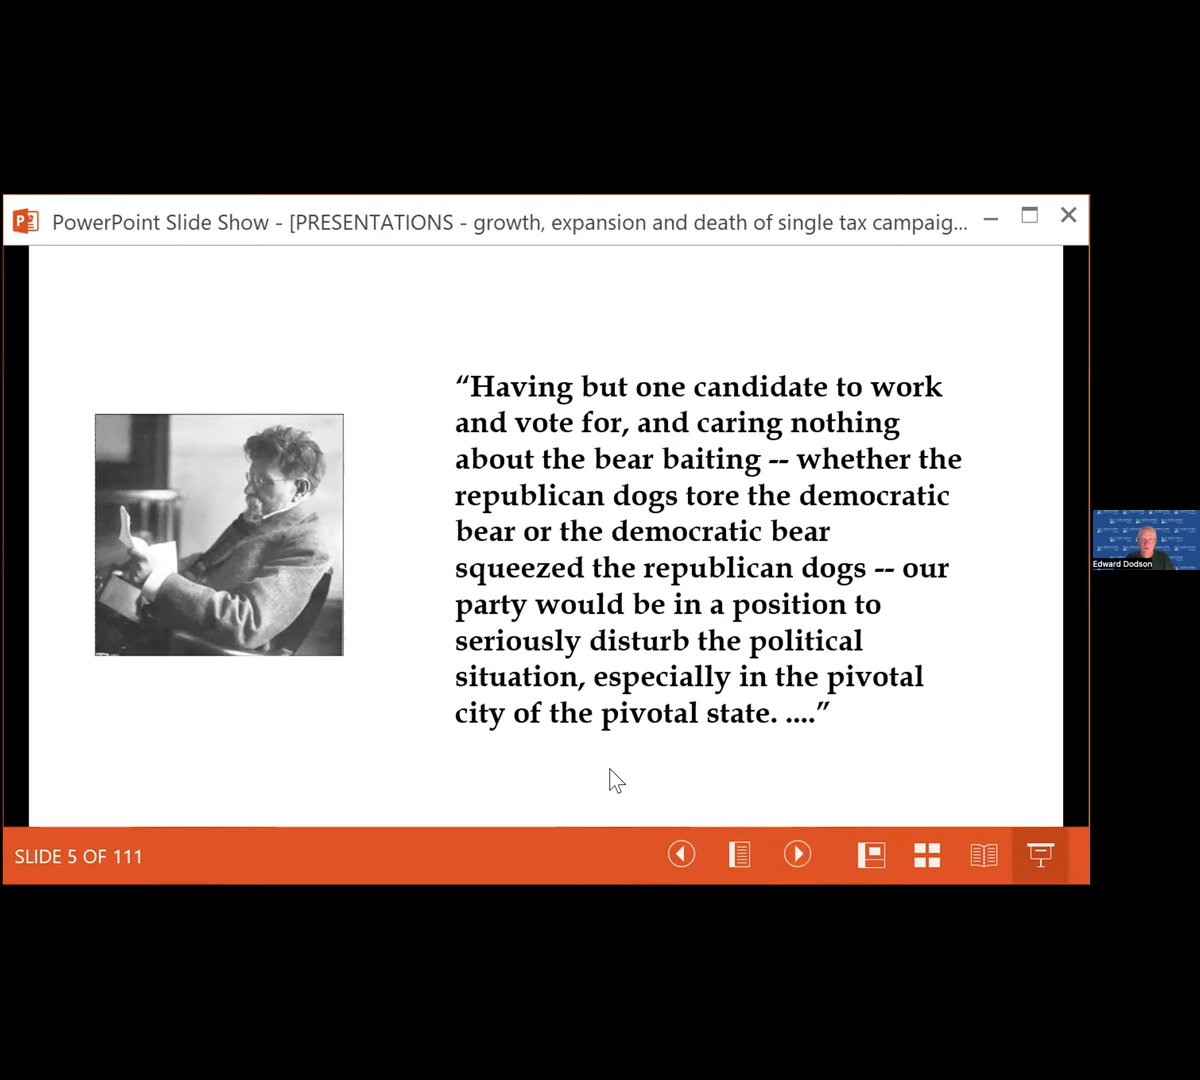 PowerPoint Slide Show - [PRESENTATIONS - growth, expansion and death of single tax campaig...
“Having but one candidate to work
and vote for, and caring nothing
about the bear baiting -- whether the
republican dogs tore the democratic
bear or the democratic bear
squeezed the republican dogs -- our
party would be in a position to
seriously disturb the political
situation, especially in the pivotal
city of the pivotal state. ....”
Edward Dodson
SLIDE 5 OF 111